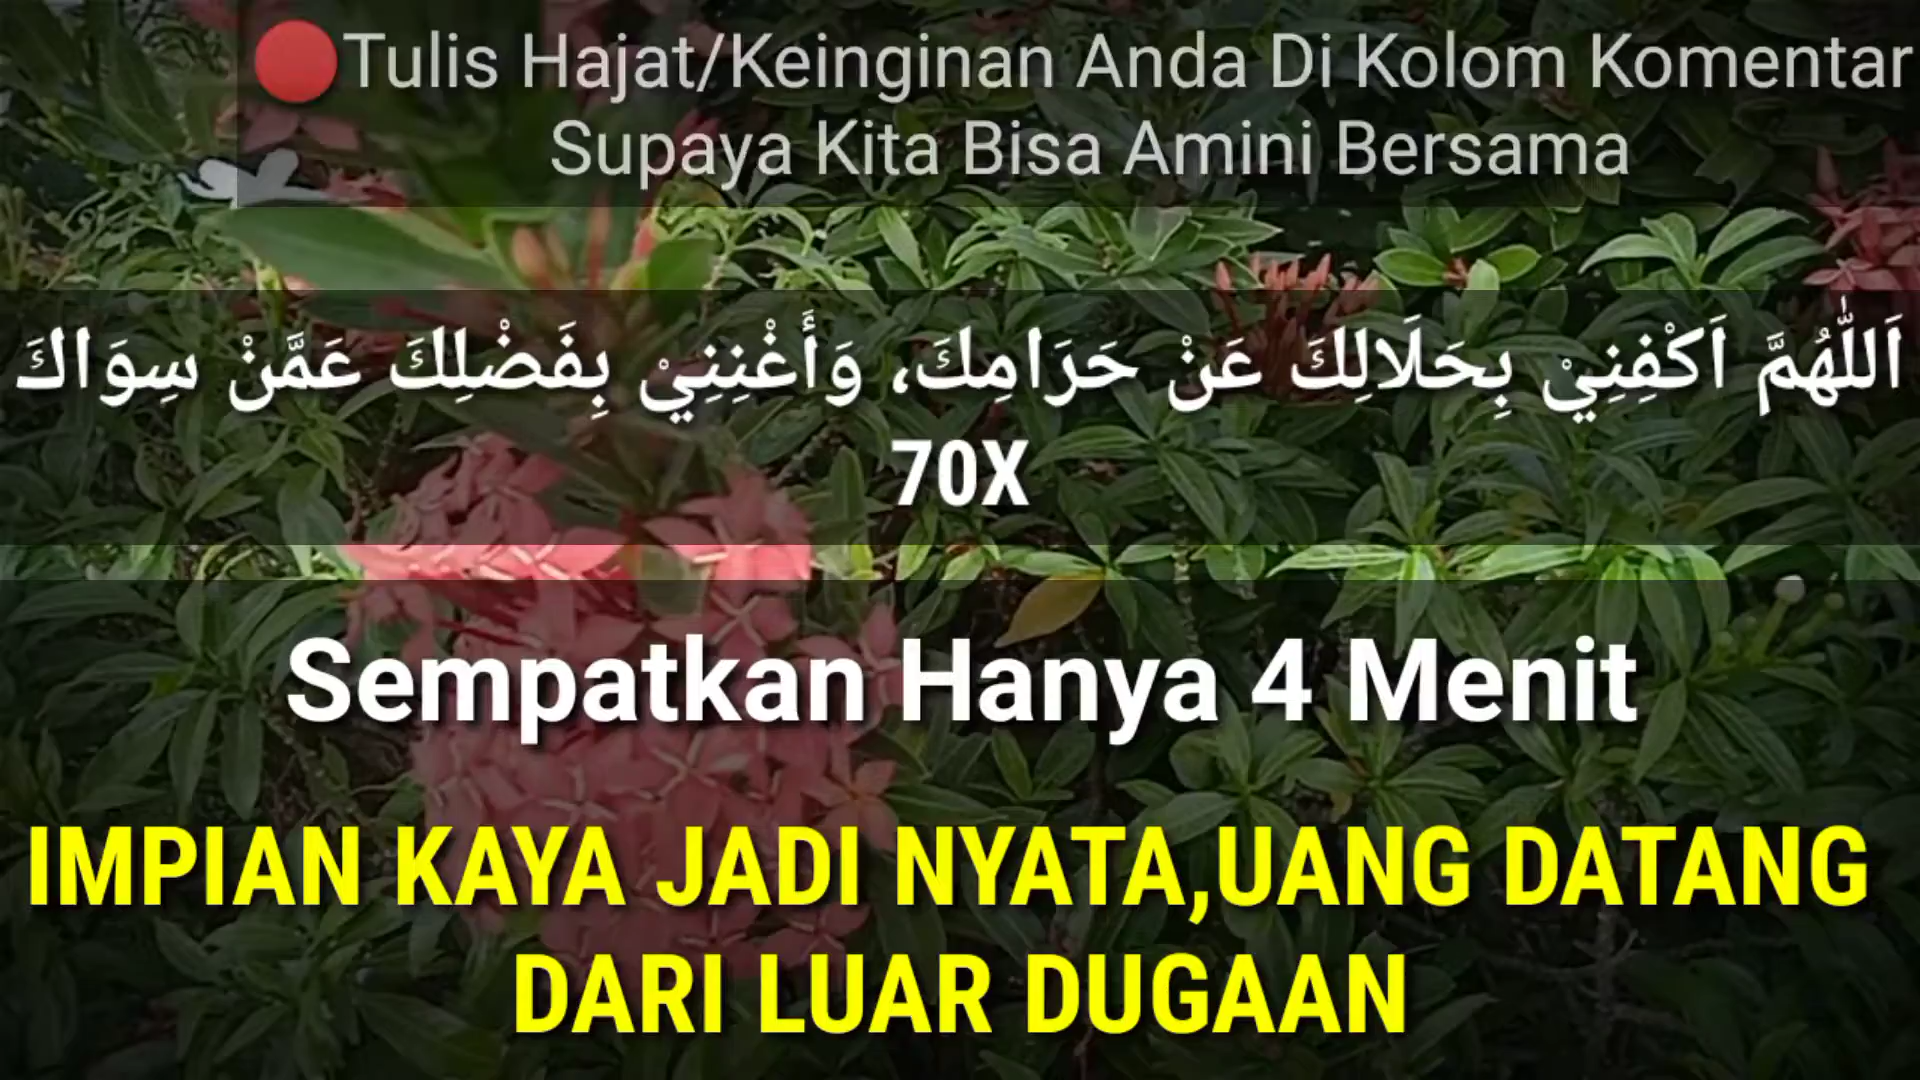 Tulis Hajat/Keinginan Anda Di Kolom Komentar
Supaya Kita Bisa Amini Bersama
اَللّٰهُمَّ اَكْفِنِيْ بِحَلَالِكَ عَنْ حَرَامِكَ، وَأَغْنِنِيْ بِفَضْلِكَ عَمَّنْ سِوَاكَ
70X
Sempatkan Hanya 4 Menit
IMPIAN KAYA JADI NYATA,UANG DATANG
DARI LUAR DUGAAN